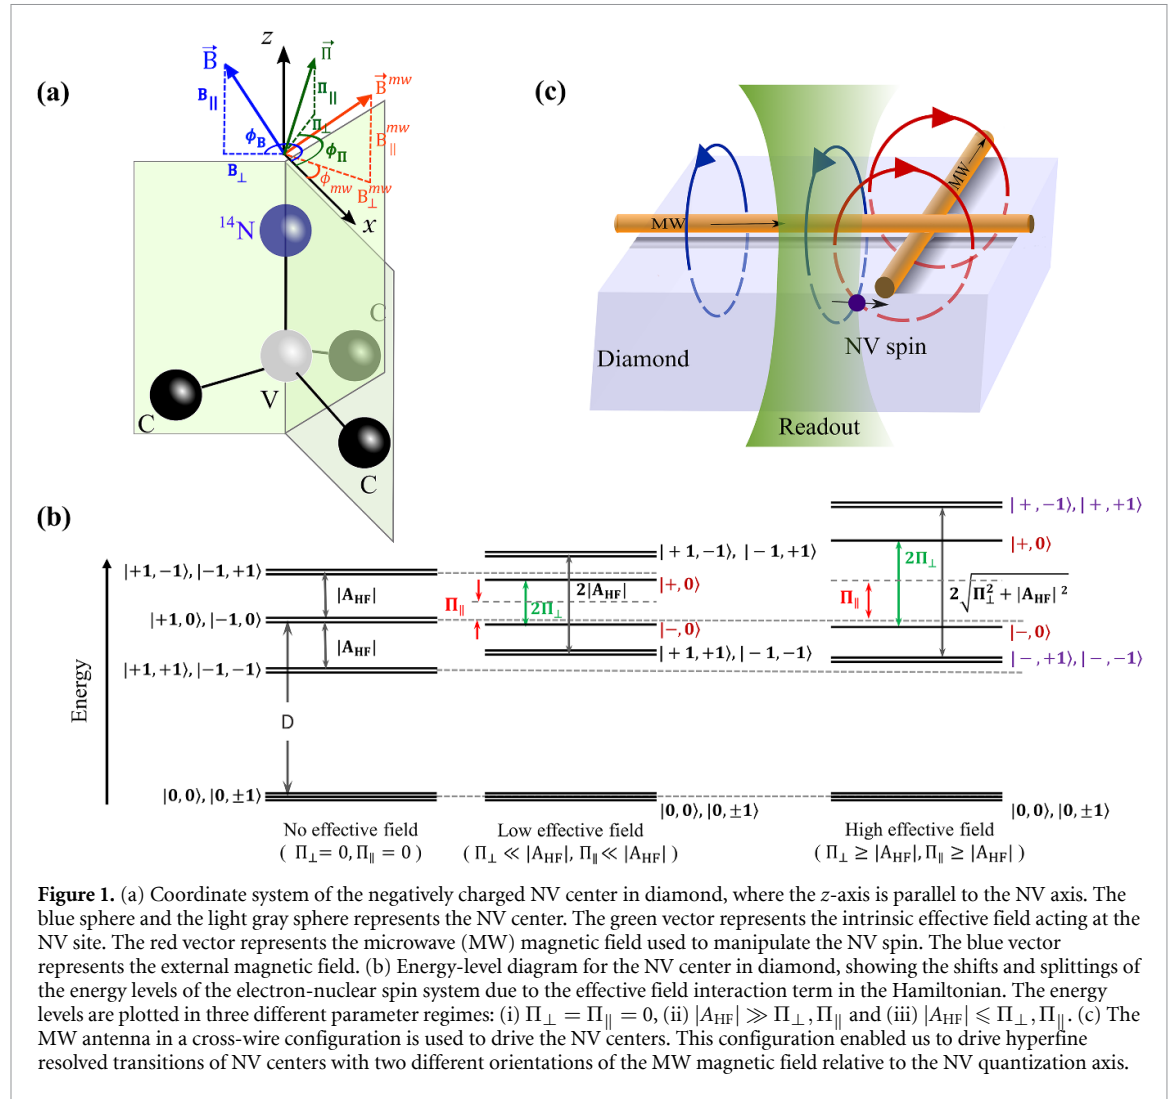 (a)
z
B⃗
Π⃗
B⃗ᵐʷ
B∥
Π∥
Π⊥
B∥ᵐʷ
ϕB
ϕΠ
B⊥
ϕmw
B⊥ᵐʷ
x
¹⁴N
C
V
C
C
(c)
MW
MW
NV spin
Diamond
Readout
(b)
Energy
|+1,−1⟩,|−1,+1⟩
|A_HF|
|+1,0⟩,|−1,0⟩
|A_HF|
|+1,+1⟩,|−1,−1⟩
D
|0,0⟩,|0,±1⟩
No effective field
( Π⊥= 0, Π∥ = 0 )
|+1,−1⟩, |−1,+1⟩
2|A_HF|
|+,0⟩
Π∥
2Π⊥
|−,0⟩
|+1,+1⟩,|−1,−1⟩
|0,0⟩,|0,±1⟩
Low effective field
( Π⊥ ≪ |A_HF|, Π∥ ≪ |A_HF| )
|+,−1⟩,|+,+1⟩
|+,0⟩
2Π⊥
Π∥
2√Π⊥² + |A_HF| ²
|−,0⟩
|−,+1⟩,|−,−1⟩
|0,0⟩,|0,±1⟩
High effective field
( Π⊥ ≥ |A_HF|, Π∥ ≥ |A_HF| )
Figure 1. (a) Coordinate system of the negatively charged NV center in diamond, where the z-axis is parallel to the NV axis. The
blue sphere and the light gray sphere represents the NV center. The green vector represents the intrinsic effective field acting at the
NV site. The red vector represents the microwave (MW) magnetic field used to manipulate the NV spin. The blue vector
represents the external magnetic field. (b) Energy-level diagram for the NV center in diamond, showing the shifts and splittings of
the energy levels of the electron-nuclear spin system due to the effective field interaction term in the Hamiltonian. The energy
levels are plotted in three different parameter regimes: (i) Π⊥ = Π∥ = 0, (ii) |A_HF| ≫ Π⊥, Π∥ and (iii) |A_HF| ⩽ Π⊥, Π∥. (c) The
MW antenna in a cross-wire configuration is used to drive the NV centers. This configuration enabled us to drive hyperfine
resolved transitions of NV centers with two different orientations of the MW magnetic field relative to the NV quantization axis.